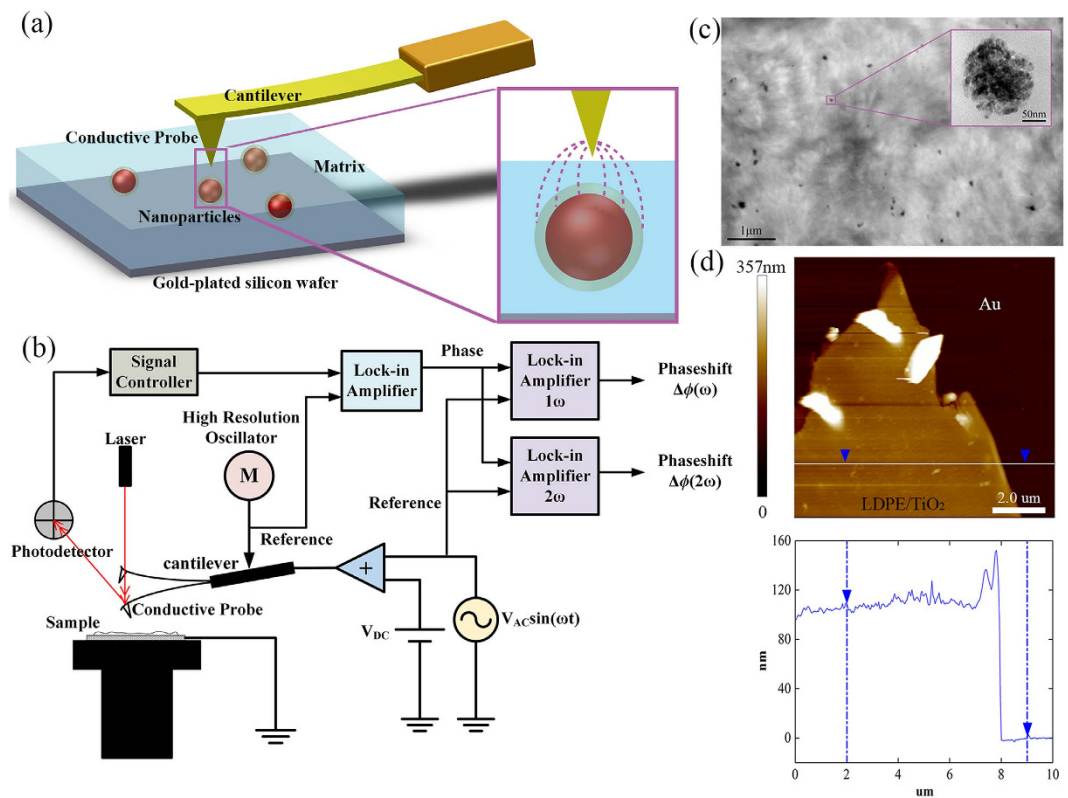 (a)
Cantilever
Conductive Probe
Matrix
Nanoparticles
Gold-plated silicon wafer
(b)
Signal
Controller
Lock-in
Amplifier
Phase
Lock-in
Amplifier
1ω
Phaseshift
Δϕ(ω)
High Resolution
Oscillator
M
Laser
Lock-in
Amplifier
2ω
Phaseshift
Δϕ(2ω)
Reference
Photodetector
Reference
cantilever
+
Conductive Probe
Sample
VDC
VACsin(ωt)
(c)
50nm
1μm
(d)
357nm
0
Au
LDPE/TiO2
2.0 um
160
120
80
40
0
nm
0
2
4
6
8
10
um